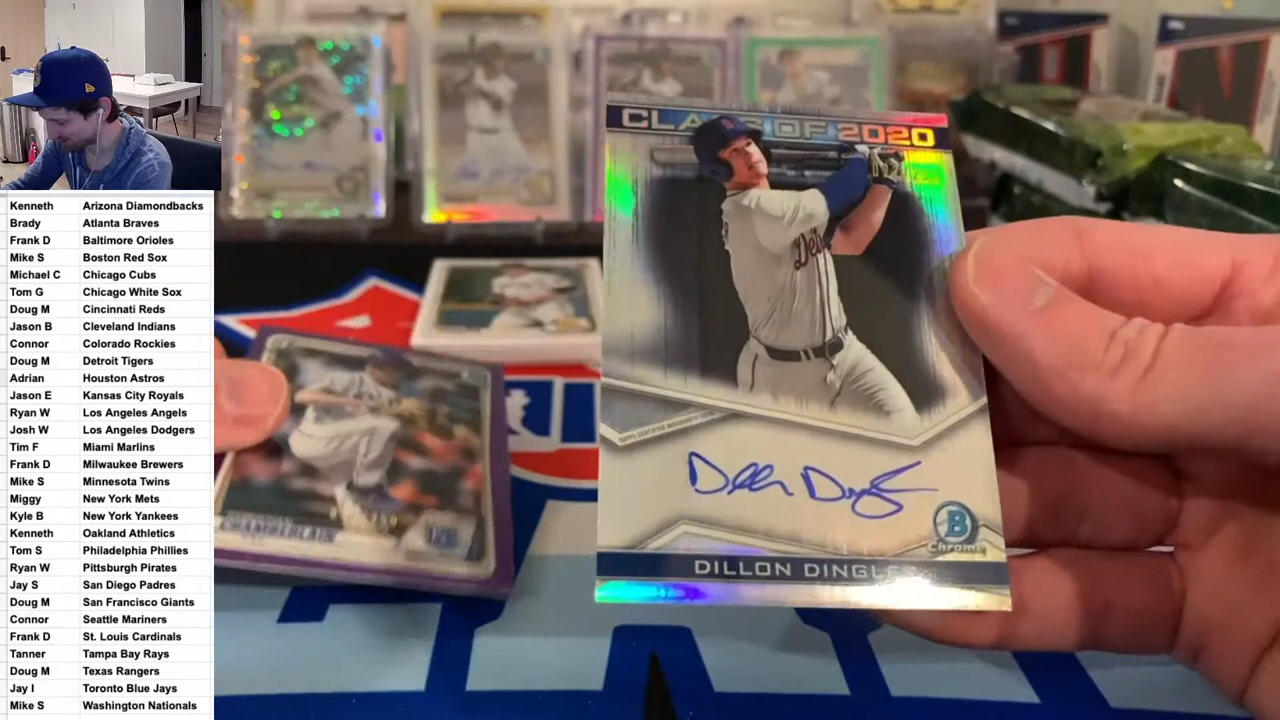 Kenneth Arizona Diamondbacks
Brady Atlanta Braves
Frank D Baltimore Orioles
Mike S Boston Red Sox
Michael C Chicago Cubs
Tom G Chicago White Sox
Doug M Cincinnati Reds
Jason B Cleveland Indians
Connor Colorado Rockies
Doug M Detroit Tigers
Adrian Houston Astros
Jason E Kansas City Royals
Ryan W Los Angeles Angels
Josh W Los Angeles Dodgers
Tim F Miami Marlins
Frank D Milwaukee Brewers
Mike S Minnesota Twins
Miggy New York Mets
Kyle B New York Yankees
Kenneth Oakland Athletics
Tom S Philadelphia Phillies
Ryan W Pittsburgh Pirates
Jay S San Diego Padres
Doug M San Francisco Giants
Connor Seattle Mariners
Frank D St. Louis Cardinals
Tanner Tampa Bay Rays
Doug M Texas Rangers
Jay I Toronto Blue Jays
Mike S Washington Nationals
CLASS OF 2020
B
Chrome
DILLON DINGLE
CHAMBERLAIN